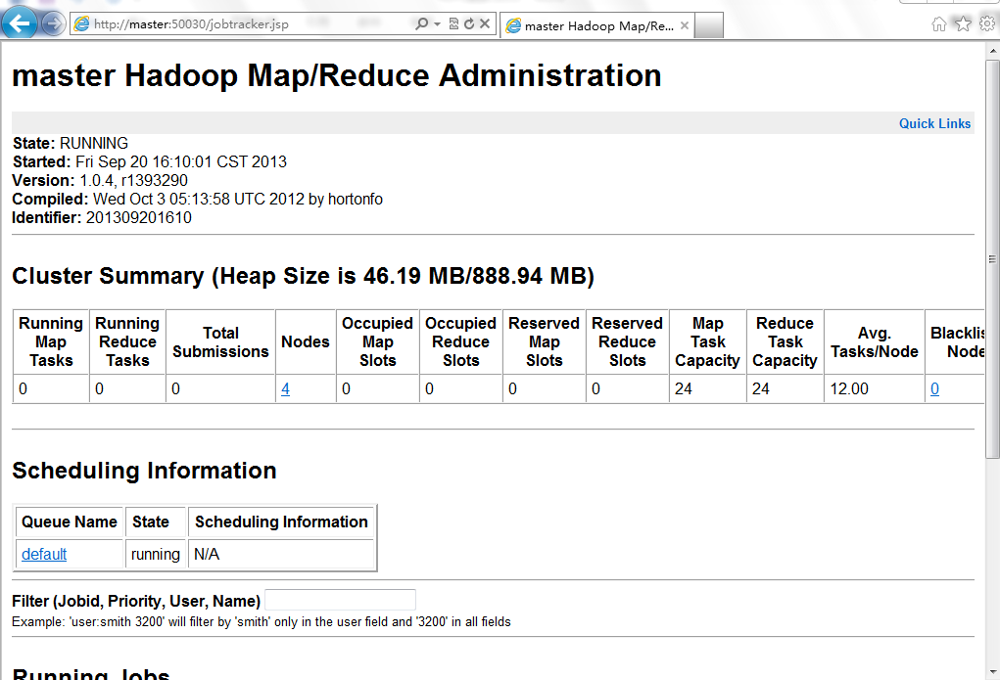 http://master:50030/jobtracker.jsp
master Hadoop Map/Re...
master Hadoop Map/Reduce Administration
Quick Links
State: RUNNING
Started: Fri Sep 20 16:10:01 CST 2013
Version: 1.0.4, r1393290
Compiled: Wed Oct 3 05:13:58 UTC 2012 by hortonfo
Identifier: 201309201610
Cluster Summary (Heap Size is 46.19 MB/888.94 MB)
Running Map Tasks Running Reduce Tasks Total Submissions Nodes Occupied Map Slots Occupied Reduce Slots Reserved Map Slots Reserved Reduce Slots Map Task Capacity Reduce Task Capacity Avg. Tasks/Node Blacklis Node
0 0 0 4 0 0 0 0 24 24 12.00 0
Scheduling Information
Queue Name State Scheduling Information
default running N/A
Filter (Jobid, Priority, User, Name)
Example: 'user:smith 3200' will filter by 'smith' only in the user field and '3200' in all fields
Running Jobs